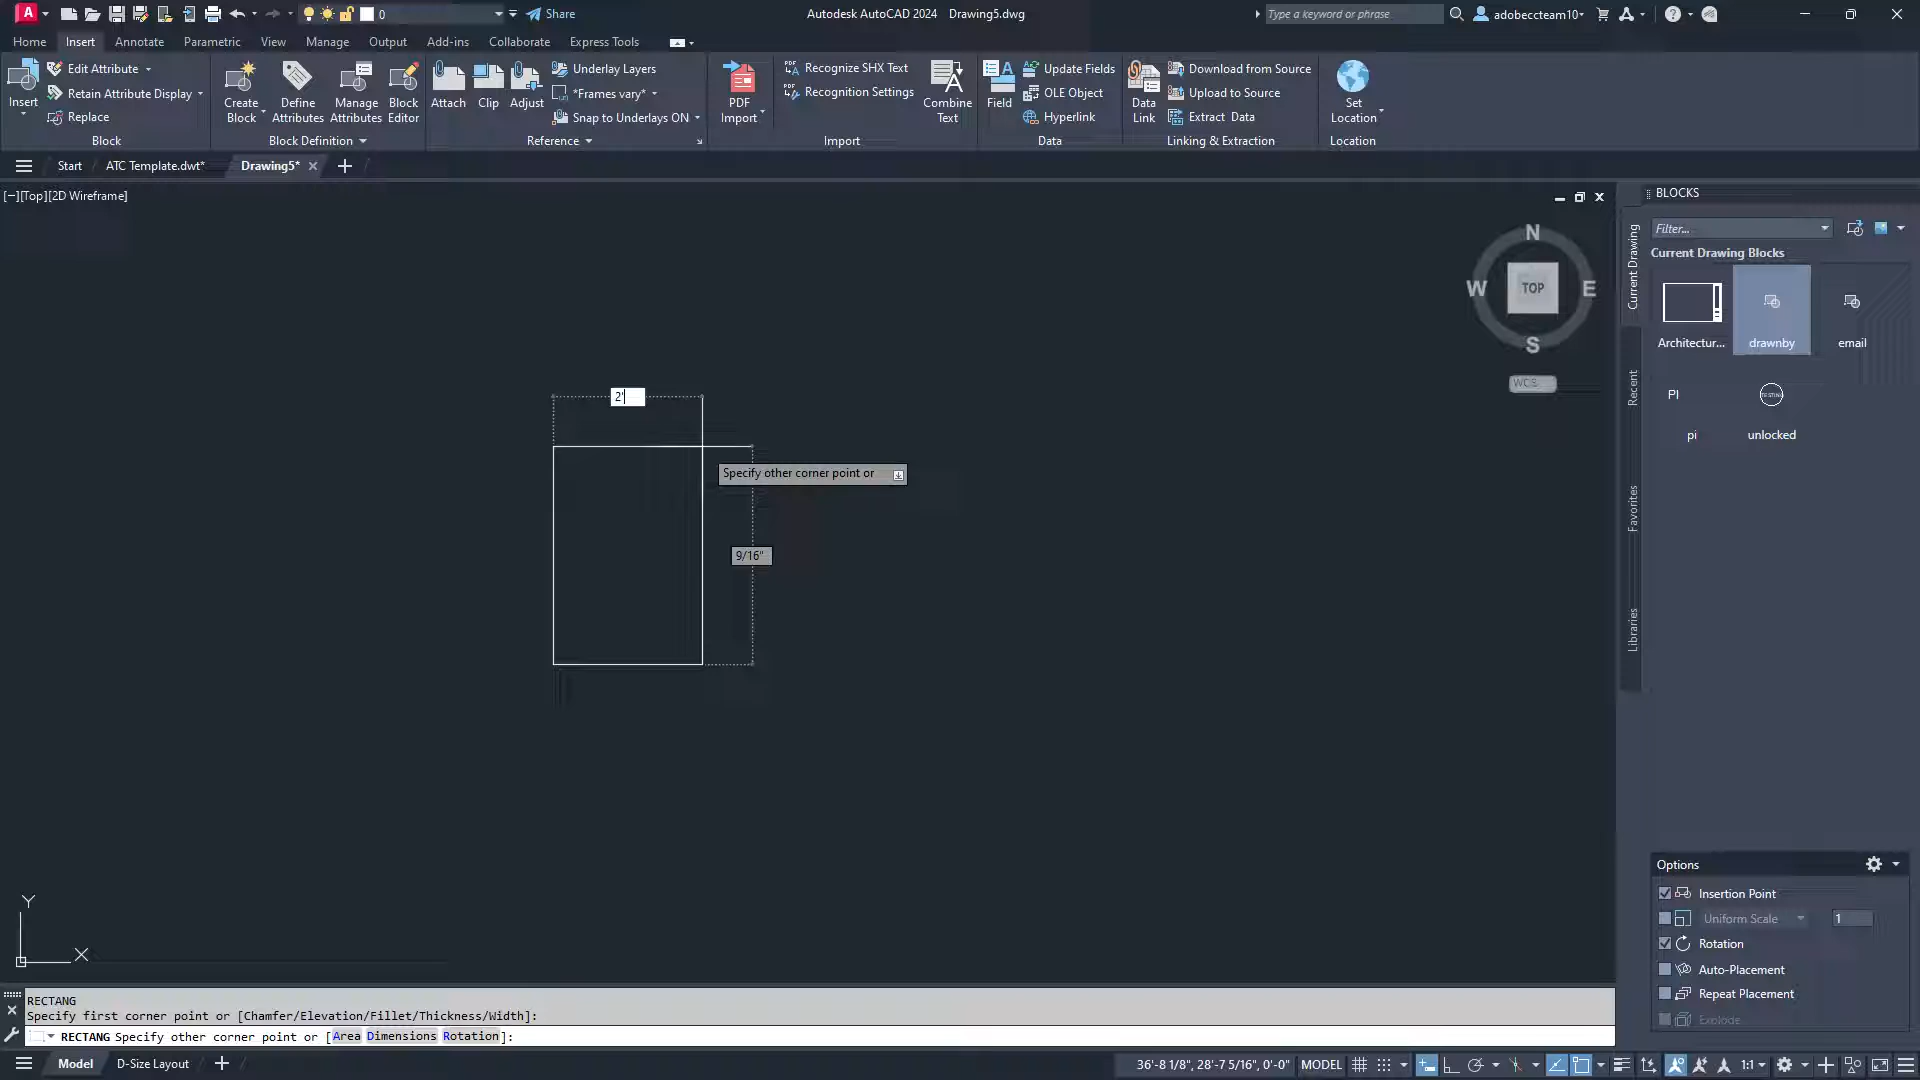 A 0 Share Autodesk AutoCAD 2024 Drawing5.dwg Type a keyword or phrase adobeccteam10
Home Insert Annotate Parametric View Manage Output Add-ins Collaborate Express Tools
Insert
Edit Attribute
Retain Attribute Display
Replace
Block
Create Block
Define Attributes
Manage Attributes
Block Editor
Block Definition
Attach
Clip
Adjust
Underlay Layers
*Frames vary*
Snap to Underlays ON
Reference
PDF Import
Recognize SHX Text
Recognition Settings
Combine Text
Import
Field
Update Fields
OLE Object
Hyperlink
Data
Data Link
Download from Source
Upload to Source
Extract Data
Linking & Extraction
Set Location
Location
Start ATC Template.dwt* Drawing5*
[−][Top][2D Wireframe]
N
W TOP E
S
WCS
2'
Specify other corner point or
9/16"
Y
X
BLOCKS
Filter...
Current Drawing Blocks
Current Drawing
Recent
Favorites
Libraries
Architectur... drawnby email
PI TESTING
pi unlocked
Options
Insertion Point
Uniform Scale 1
Rotation
Auto-Placement
Repeat Placement
Explode
RECTANG
Specify first corner point or [Chamfer/Elevation/Fillet/Thickness/Width]:
RECTANG Specify other corner point or [Area Dimensions Rotation]:
Model D-Size Layout 36'-8 1/8", 28'-7 5/16", 0'-0" MODEL 1:1